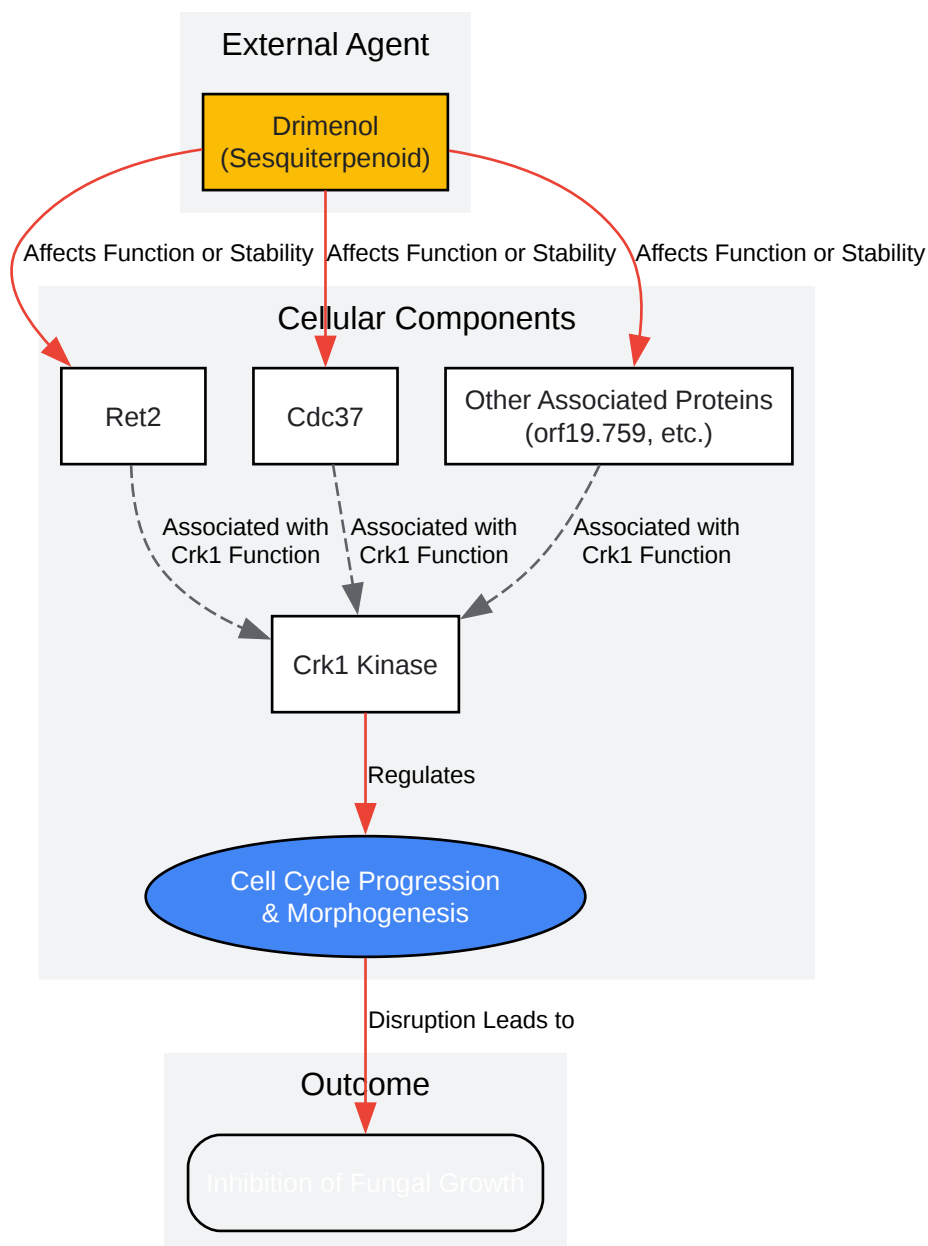 External Agent
Drimenol
(Sesquiterpenoid)
Affects Function or Stability
Affects Function or Stability
Affects Function or Stability
Cellular Components
Ret2
Cdc37
Other Associated Proteins
(orf19.759, etc.)
Associated with
Crk1 Function
Associated with
Crk1 Function
Associated with
Crk1 Function
Crk1 Kinase
Regulates
Cell Cycle Progression
& Morphogenesis
Disruption Leads to
Outcome
Inhibition of Fungal Growth